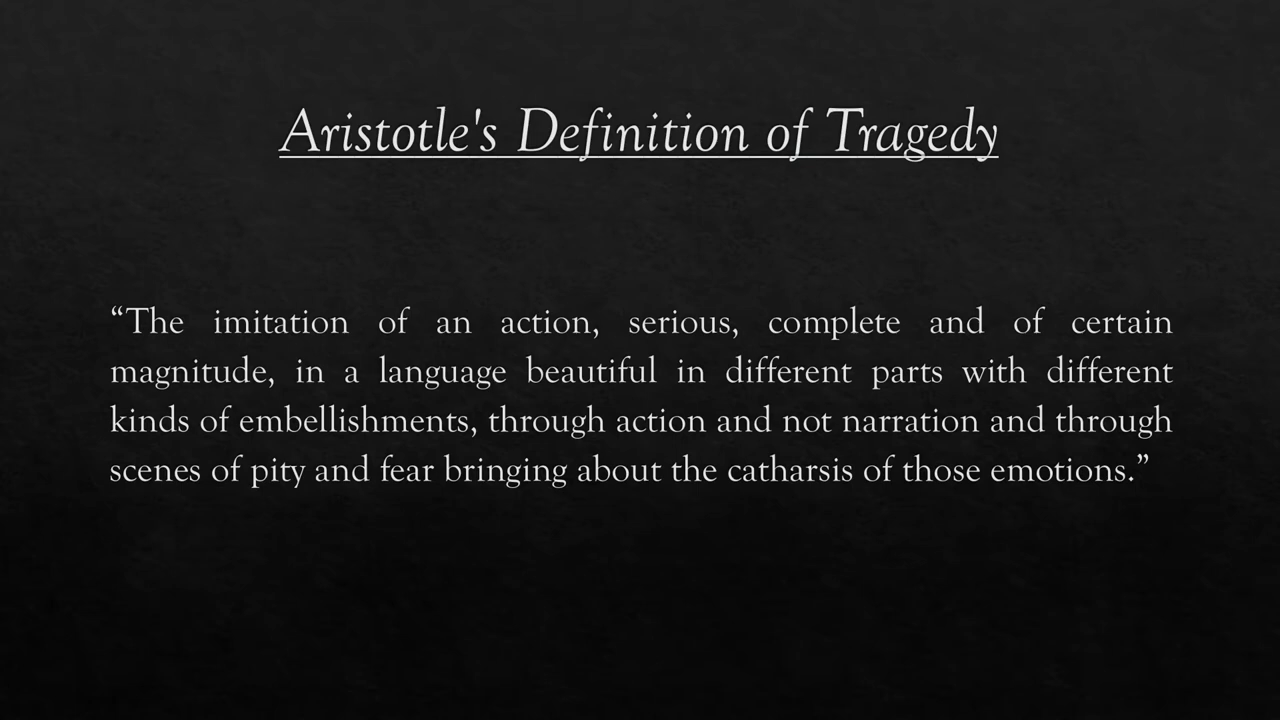 Aristotle's Definition of Tragedy
“The imitation of an action, serious, complete and of certain
magnitude, in a language beautiful in different parts with different
kinds of embellishments, through action and not narration and through
scenes of pity and fear bringing about the catharsis of those emotions.”